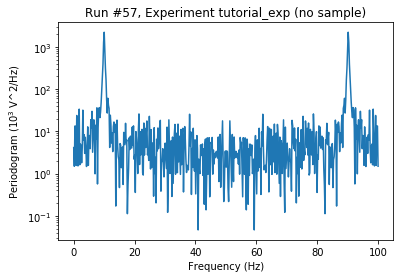 Run #57, Experiment tutorial_exp (no sample)
Periodogram (10³ V^2/Hz)
10³
10²
10¹
10⁰
10⁻¹
0 20 40 60 80 100
Frequency (Hz)